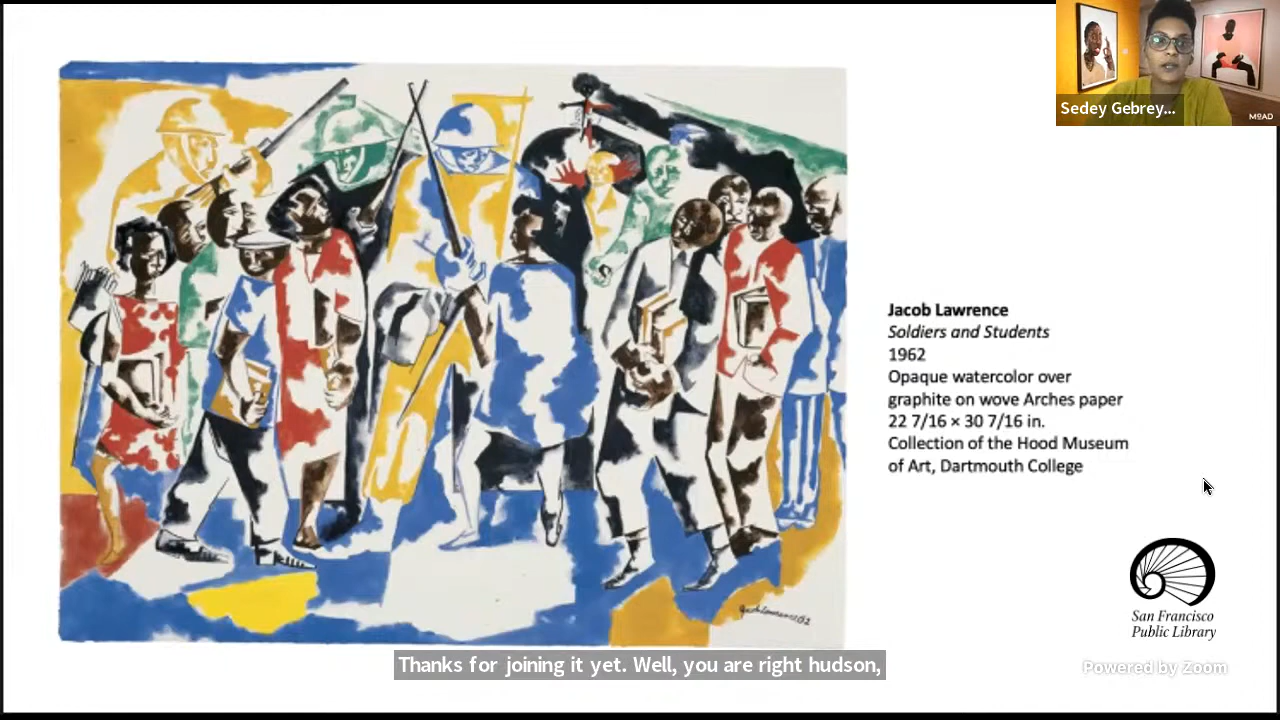 Sedey Gebrey...
MOAD
Jacob Lawrence
Soldiers and Students
1962
Opaque watercolor over
graphite on wove Arches paper
22 7/16 × 30 7/16 in.
Collection of the Hood Museum
of Art, Dartmouth College
San Francisco
Public Library
Powered by Zoom
Thanks for joining it yet. Well, you are right hudson,